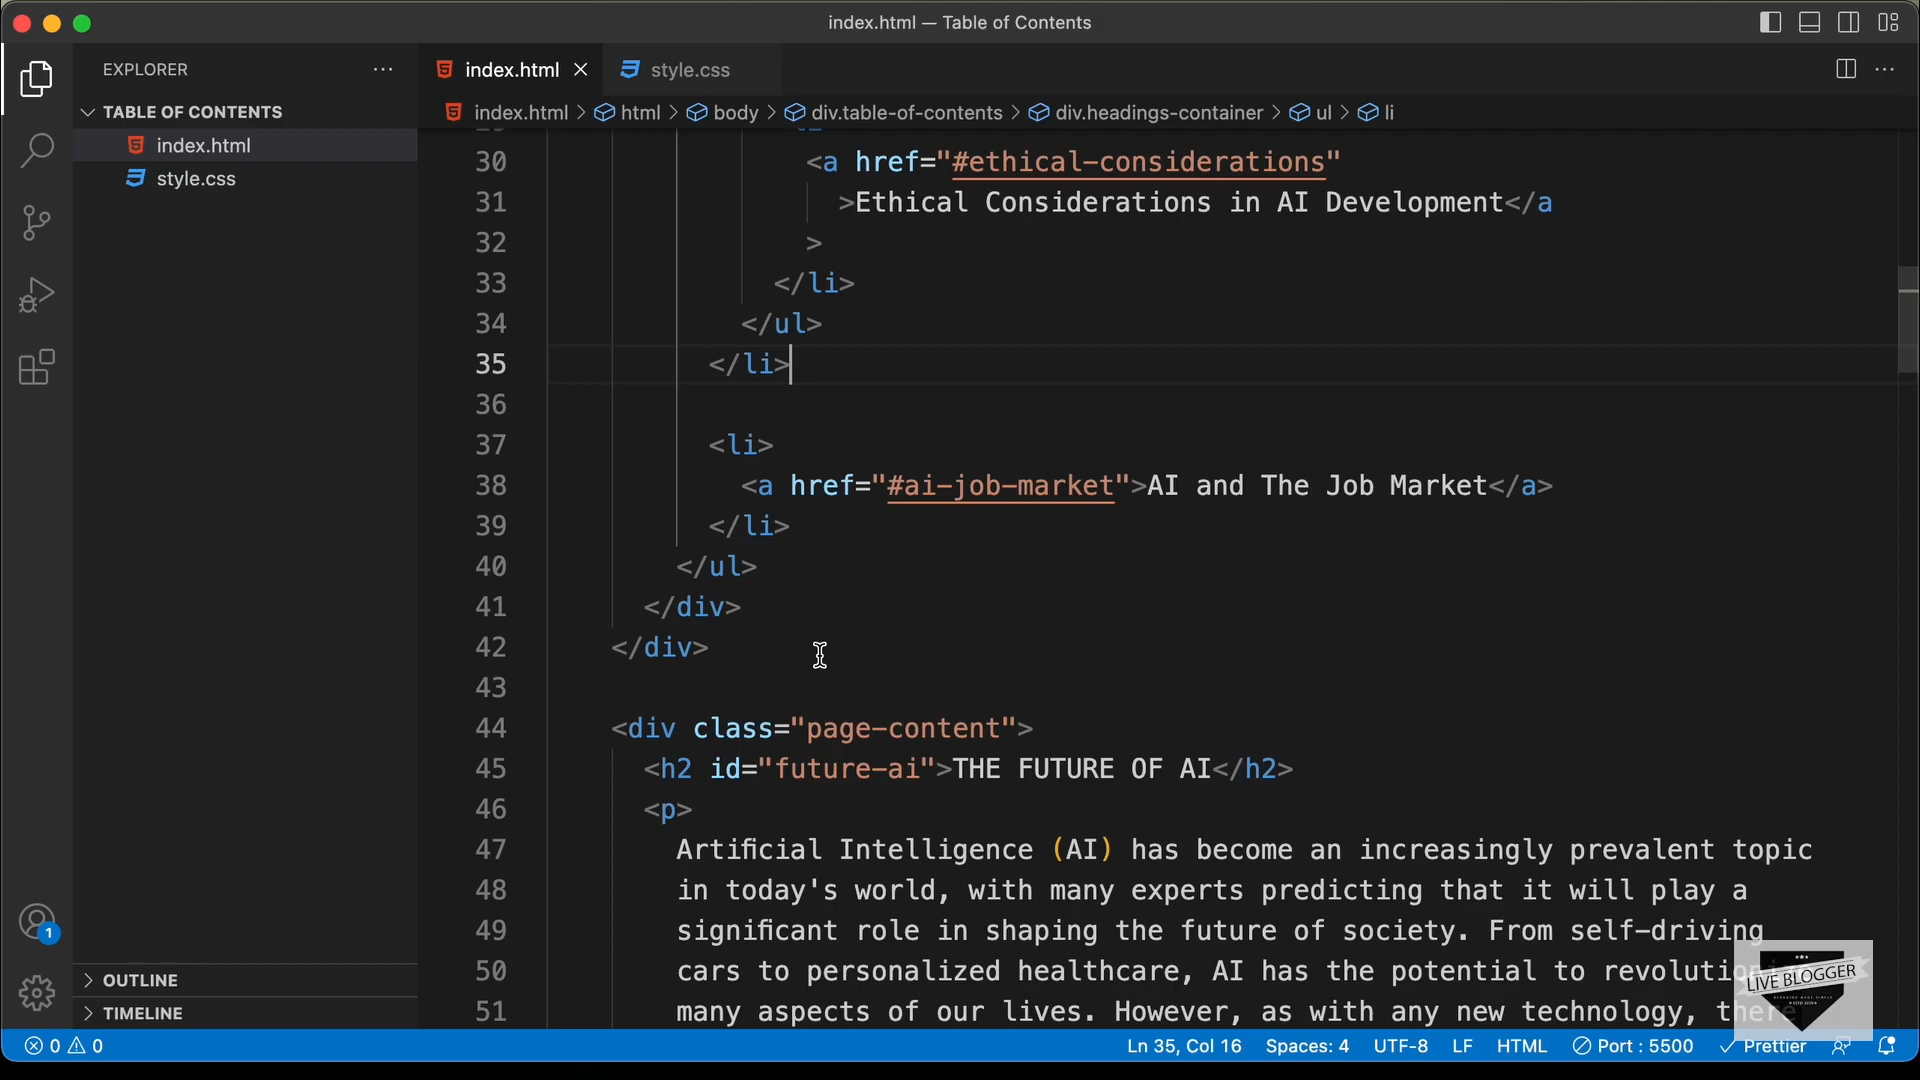 index.html — Table of Contents
EXPLORER
TABLE OF CONTENTS
index.html
style.css
OUTLINE
TIMELINE
index.html
style.css
index.html > html > body > div.table-of-contents > div.headings-container > ul > li
30 <a href="#ethical-considerations"
31 >Ethical Considerations in AI Development</a
32 >
33 </li>
34 </ul>
35 </li>
36
37 <li>
38 <a href="#ai-job-market">AI and The Job Market</a>
39 </li>
40 </ul>
41 </div>
42 </div>
43
44 <div class="page-content">
45 <h2 id="future-ai">THE FUTURE OF AI</h2>
46 <p>
47 Artificial Intelligence (AI) has become an increasingly prevalent topic
48 in today's world, with many experts predicting that it will play a
49 significant role in shaping the future of society. From self-driving
50 cars to personalized healthcare, AI has the potential to
51 many aspects of our lives. However, as with any new technology, there
LIVE BLOGGER
1
0 0
Ln 35, Col 16 Spaces: 4 UTF-8 LF HTML Port : 5500 Prettier